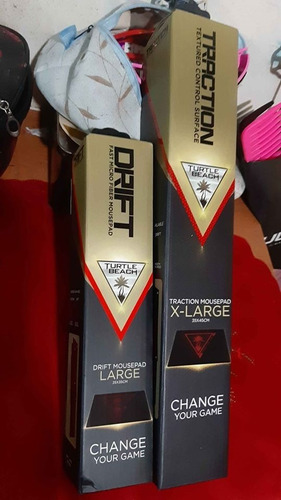 DRIFT
FAST MICRO FIBER MOUSEPAD
TURTLE
BEACH
DRIFT MOUSEPAD
LARGE
CHANGE
YOUR GAME
TRACTION
TEXTURED CONTROL SURFACE
TURTLE
BEACH
TRACTION MOUSEPAD
X-LARGE
CHANGE
YOUR GAME
TRACTION